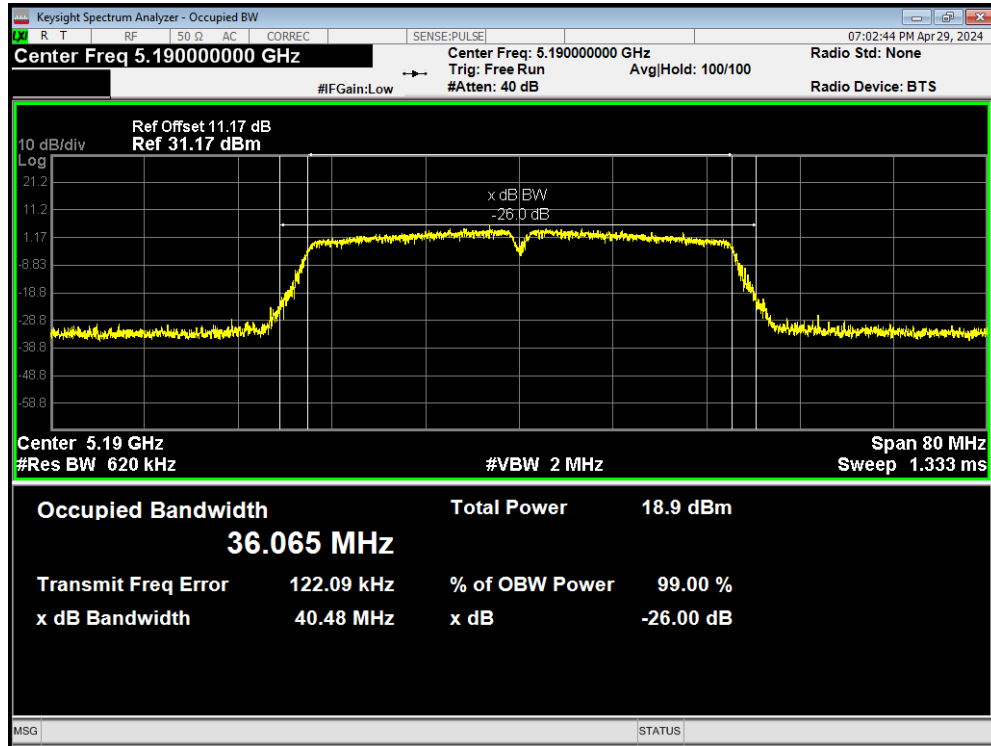 Keysight Spectrum Analyzer - Occupied BW
LXI R T RF 50 Ω AC CORREC SENSE:PULSE 07:02:44 PM Apr 29, 2024
Center Freq 5.190000000 GHz Center Freq: 5.190000000 GHz Radio Std: None
Trig: Free Run Avg|Hold: 100/100
#IFGain:Low #Atten: 40 dB Radio Device: BTS
Ref Offset 11.17 dB
10 dB/div Ref 31.17 dBm
Log
21.2
11.2
1.17
-8.83
-18.8
-28.8
-38.8
-48.8
-58.8
x dB BW
-26.0 dB
Center 5.19 GHz Span 80 MHz
#Res BW 620 kHz #VBW 2 MHz Sweep 1.333 ms
Occupied Bandwidth Total Power 18.9 dBm
36.065 MHz
Transmit Freq Error 122.09 kHz % of OBW Power 99.00 %
x dB Bandwidth 40.48 MHz x dB -26.00 dB
MSG STATUS